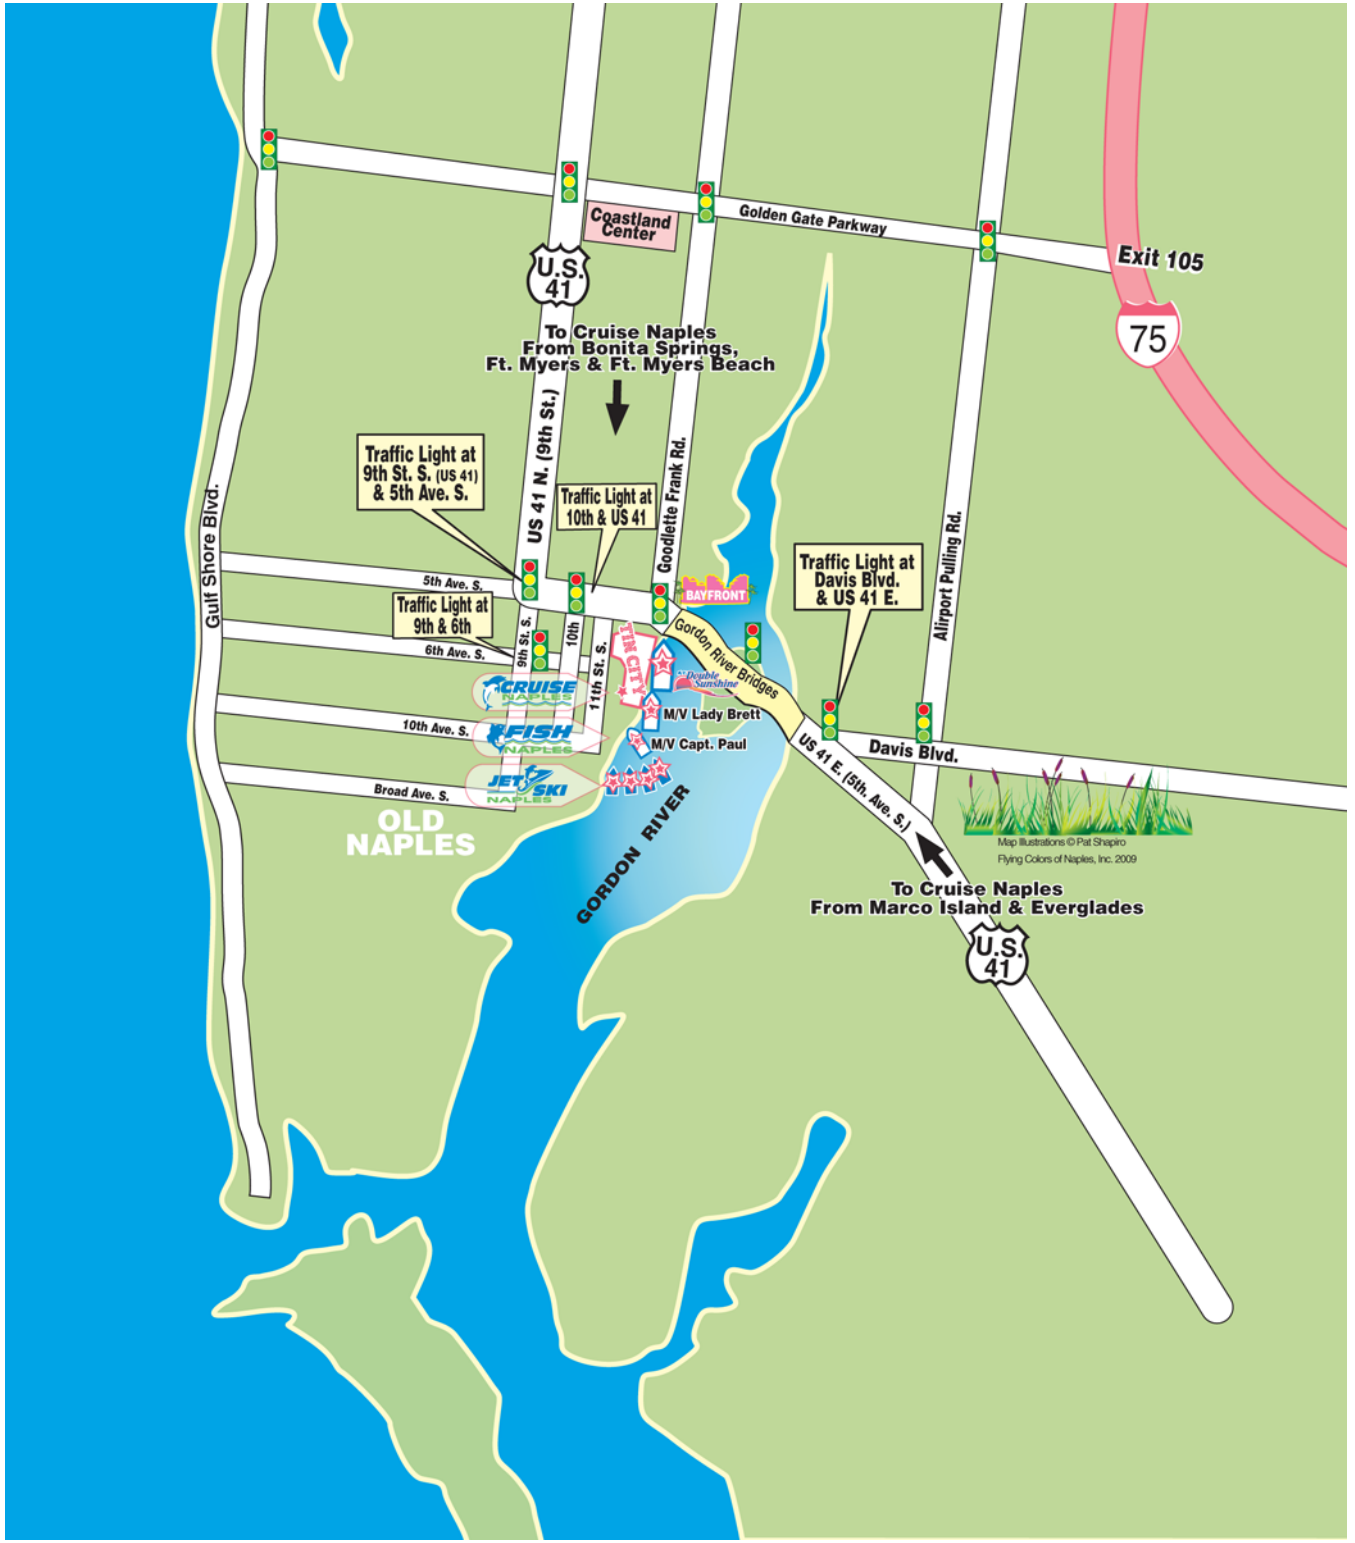 Golden Gate Parkway
Coastland
Center
Exit 105
U.S.
41
75
To Cruise Naples
From Bonita Springs,
Ft. Myers & Ft. Myers Beach
US 41 N. (9th St.)
Goodlette Frank Rd.
Gulf Shore Blvd.
Alirport Pulling Rd.
Traffic Light at
9th St. S. (US 41)
& 5th Ave. S.
Traffic Light at
10th & US 41
Traffic Light at
Davis Blvd.
& US 41 E.
5th Ave. S.
BAYFRONT
Traffic Light at
9th & 6th
Gordon River Bridges
6th Ave. S.
9th St. S.
10th
11th St. S.
TIN CITY
Double
Sunshine
CRUISE
NAPLES
M/V Lady Brett
10th Ave. S.
FISH
NAPLES
M/V Capt. Paul
US 41 E. (5th. Ave. S.)
Davis Blvd.
JET SKI
NAPLES
Broad Ave. S.
OLD
NAPLES
GORDON RIVER
Map Illustrations © Pat Shapiro
Flying Colors of Naples, Inc. 2009
To Cruise Naples
From Marco Island & Everglades
U.S.
41